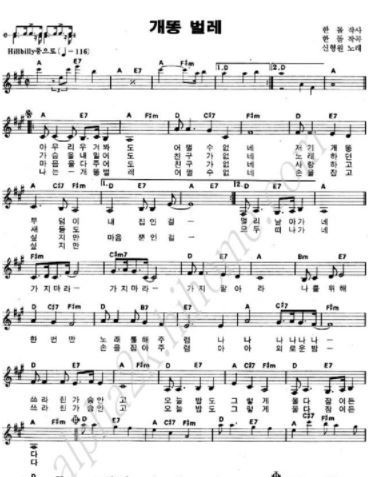 개똥 벌레
한 돌 작사
한 돌 작곡
신형원 노래
Hillbilly풍으로 (♩=116)
A E7 A F#m 1.D 2.D A
A E7 A F#m D E7
아 무 리 우 겨 봐 도 어 쩔 수 없 네 저 기 개 똥
가 슴 을 내 밀 어 도 친 구 가 없 네 노 래 하 던
마 음 을 다 주 어 도 친 구 가 없 네 사 랑 하 고
나 는 개 똥 벌 레 어 쩔 수 없 네 손 을 잡 고
A C#7 F#m D 1.E7 2.E7 A
무 덤 이 내 집 인 걸 멀 리 날 아 가 네
새 들 도 모 두 떠 나 가 네
싶 지 만 마 음 뿐 인 걸
싶 지 만
F#m C#m7 D E7 A Bm E7
가 지 마 라 가 지 마 라 가 지 말 아 라 나 를 위 해
D C#7 F#m D E7 A C#7 F#m
한 번 만 노 래 를 해 주 렴 나 나 나 나 나 나
손 을 잡 아 주 렴 아 아 외 로 운 밤
D E7 A F#m D E7
쓰 라 린 가 슴 안 고 오 늘 밤 도 그 렇 게 울 다 잠 이 든
쓰 라 린 가 슴 안 고 오 늘 밤 도 그 렇 게 울 다 잠 이 든
다
다